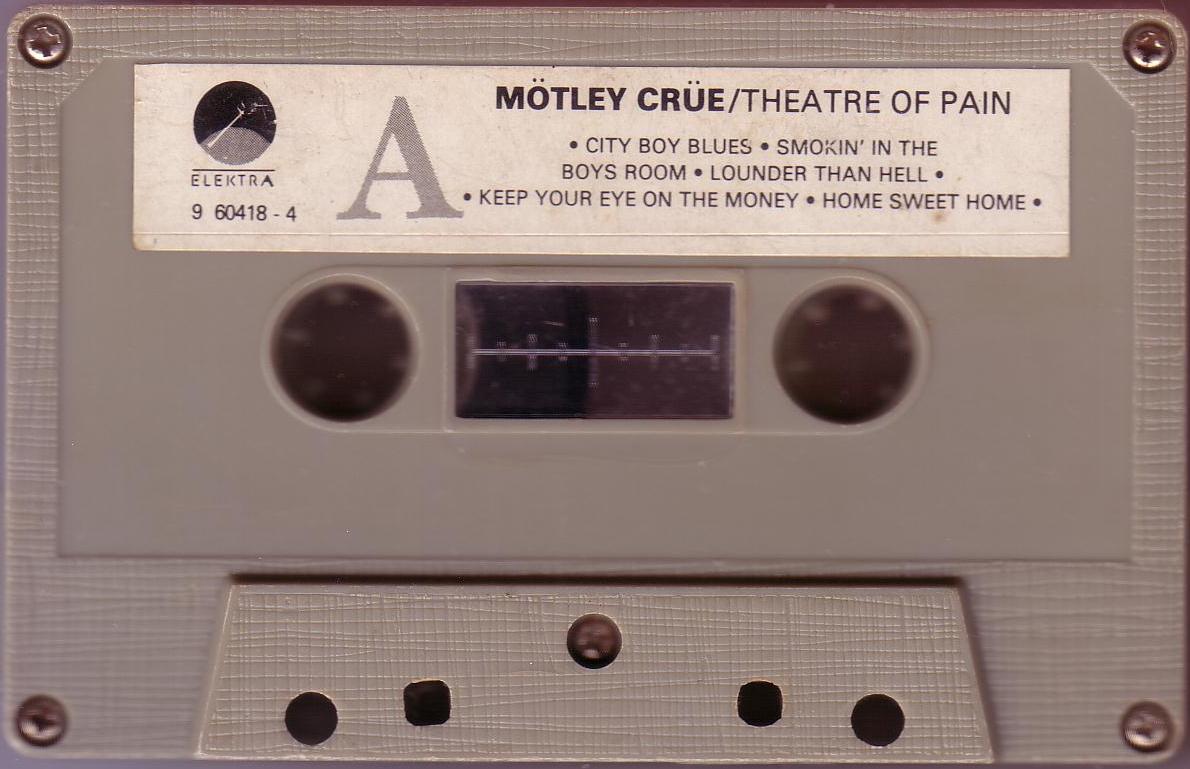 MÖTLEY CRÜE/THEATRE OF PAIN
A
• CITY BOY BLUES • SMOKIN' IN THE
BOYS ROOM • LOUNDER THAN HELL •
• KEEP YOUR EYE ON THE MONEY • HOME SWEET HOME •
ELEKTRA
9 60418 - 4